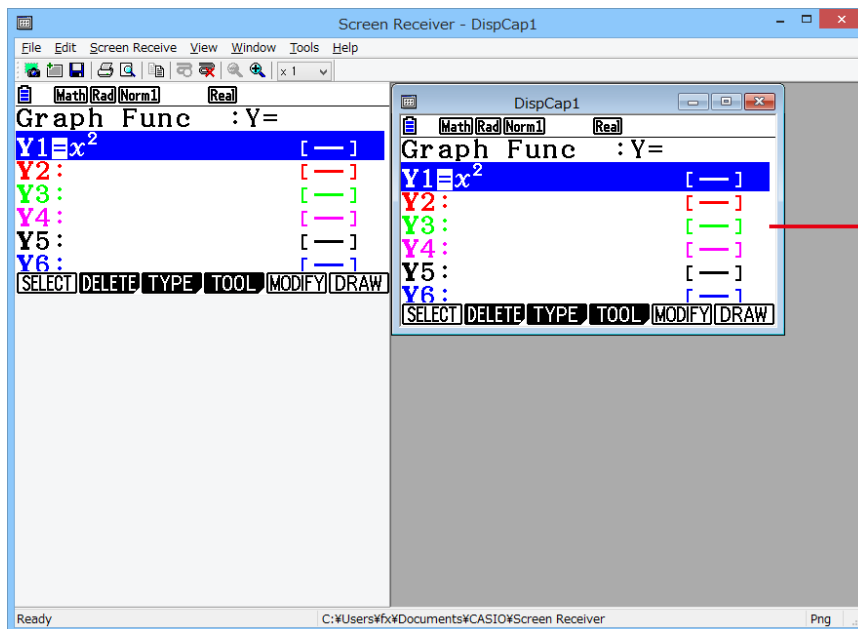 Screen Receiver - DispCap1
File Edit Screen Receive View Window Tools Help
x 1
Math Rad Norm1 Real
Graph Func :Y=
Y1=x² [—]
Y2: [—]
Y3: [—]
Y4: [—]
Y5: [—]
Y6: [—]
SELECT DELETE TYPE TOOL MODIFY DRAW
DispCap1
Math Rad Norm1 Real
Graph Func :Y=
Y1=x² [—]
Y2: [—]
Y3: [—]
Y4: [—]
Y5: [—]
Y6: [—]
SELECT DELETE TYPE TOOL MODIFY DRAW
Ready C:¥Users¥fx¥Documents¥CASIO¥Screen Receiver Png